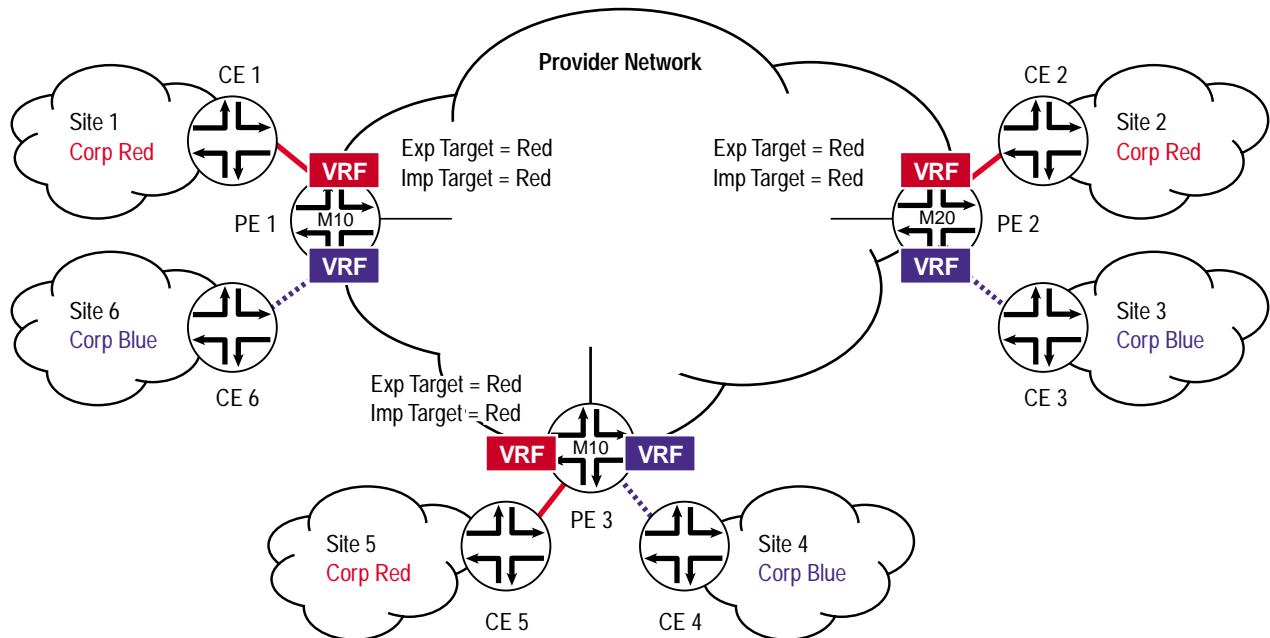 Provider Network
CE 1
Site 1
Corp Red
VRF
Exp Target = Red
Imp Target = Red
PE 1
M10
VRF
Site 6
Corp Blue
CE 6
CE 2
Site 2
Corp Red
Exp Target = Red
Imp Target = Red
VRF
M20
PE 2
VRF
Site 3
Corp Blue
CE 3
Exp Target = Red
Imp Target = Red
VRF
M10
VRF
PE 3
Site 5
Corp Red
CE 5
Site 4
Corp Blue
CE 4